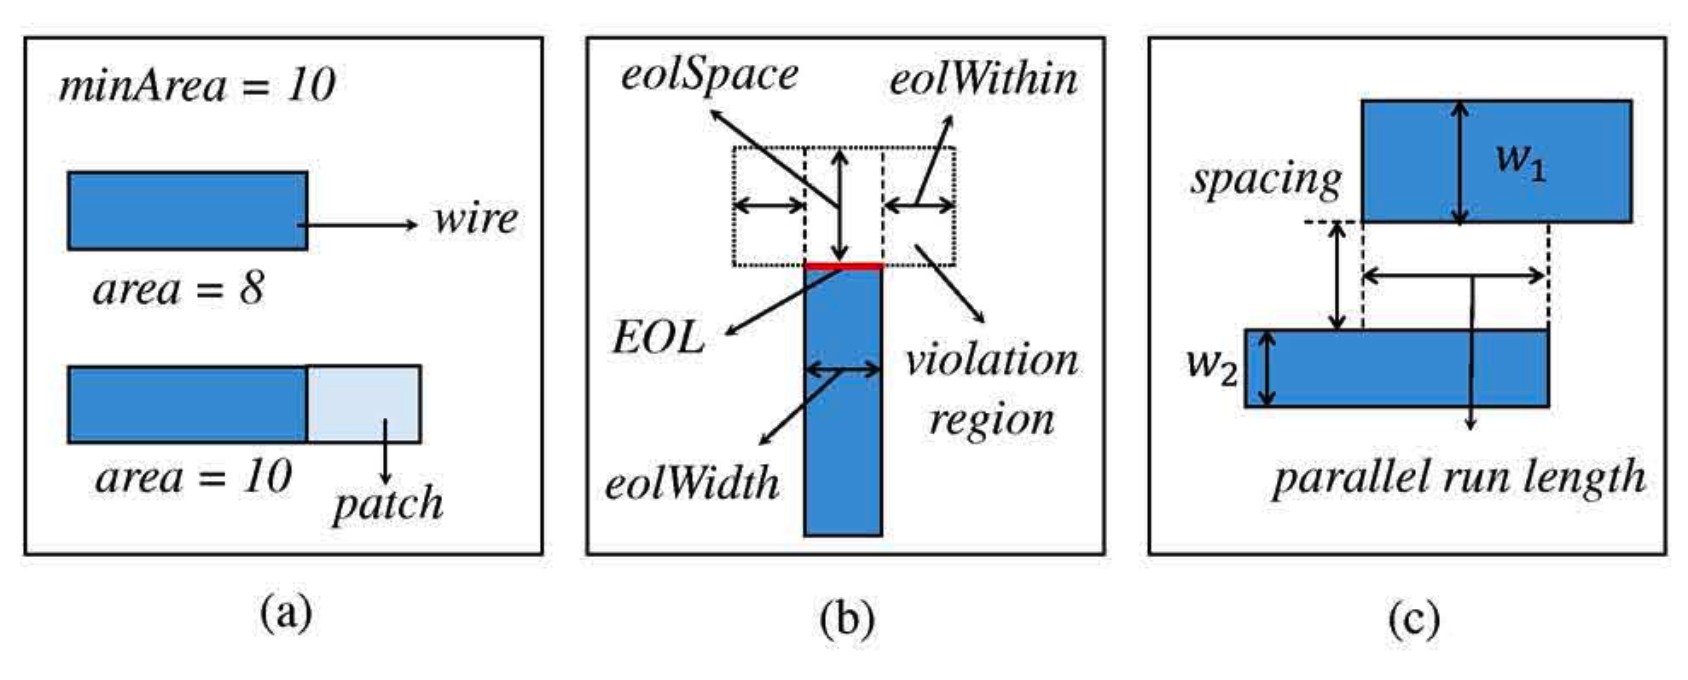 minArea = 10
wire
area = 8
area = 10
patch
(a)
eolSpace
eolWithin
EOL
violation
region
eolWidth
(b)
spacing
w₁
w₂
parallel run length
(c)